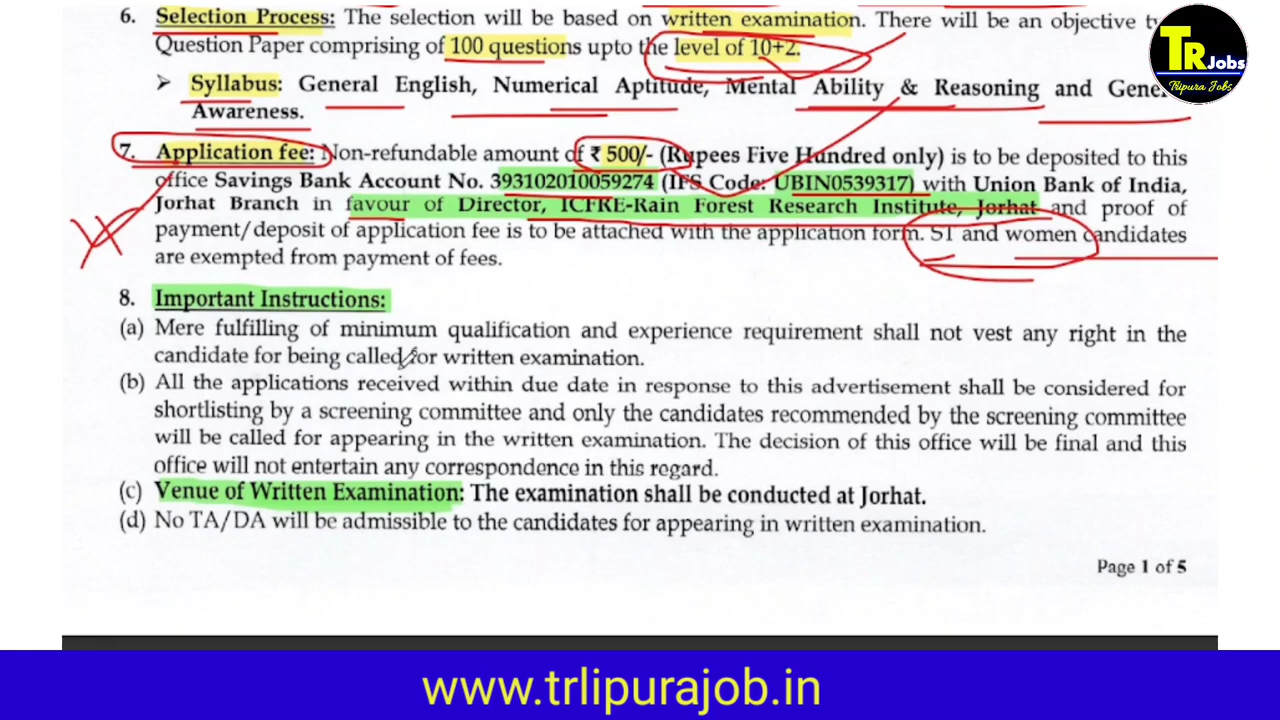 6. Selection Process: The selection will be based on written examination. There will be an objective
Question Paper comprising of 100 questions upto the level of 10+2.
➢ Syllabus: General English, Numerical Aptitude, Mental Ability & Reasoning and
Awareness.
7. Application fee: Non-refundable amount of ₹ 500/- (Rupees Five Hundred only) is to be deposited to this
office Savings Bank Account No. 393102010059274 (IFS Code: UBIN0539317) with Union Bank of India,
Jorhat Branch in favour of Director, ICFRE-Rain Forest Research Institute, Jorhat and proof of
payment/deposit of application fee is to be attached with the application form. ST and women candidates
are exempted from payment of fees.
8. Important Instructions:
(a) Mere fulfilling of minimum qualification and experience requirement shall not vest any right in the
candidate for being called for written examination.
(b) All the applications received within due date in response to this advertisement shall be considered for
shortlisting by a screening committee and only the candidates recommended by the screening committee
will be called for appearing in the written examination. The decision of this office will be final and this
office will not entertain any correspondence in this regard.
(c) Venue of Written Examination: The examination shall be conducted at Jorhat.
(d) No TA/DA will be admissible to the candidates for appearing in written examination.
Page 1 of 5
TR Jobs
Tripura Jobs
www.trlipurajob.in